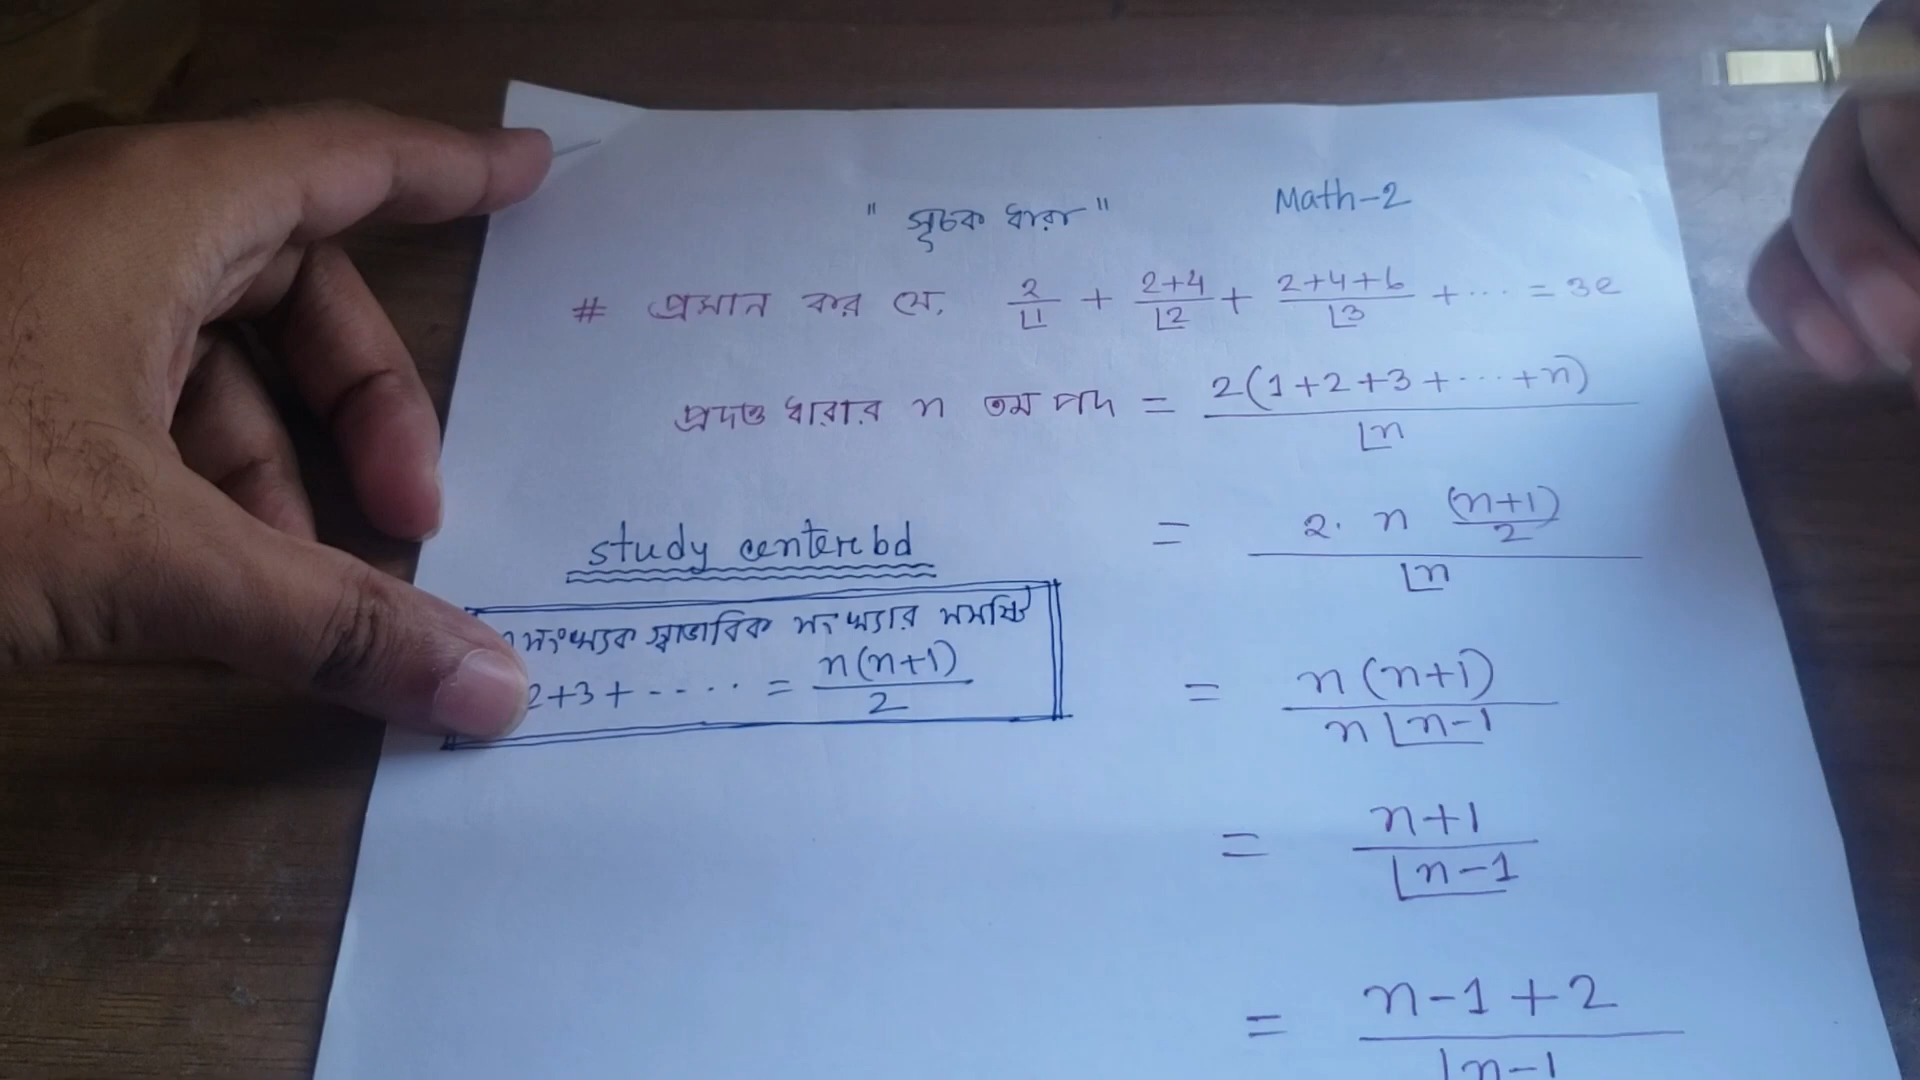 "সূচক ধারা" Math-2
# প্রমান কর যে, 2/⌊1 + 2+4/⌊2 + 2+4+6/⌊3 + ... = 3e
প্রদত্ত ধারার n তম পদ = 2(1+2+3+...+n)/⌊n
= 2. n (n+1)/2 / ⌊n
study centre bd
সংখ্যক স্বাভাবিক সংখ্যার সমষ্টি
2+3+ ----.. = n(n+1)/2
= n(n+1)/n⌊n-1
= n+1/⌊n-1
= n-1+2/⌊n-1